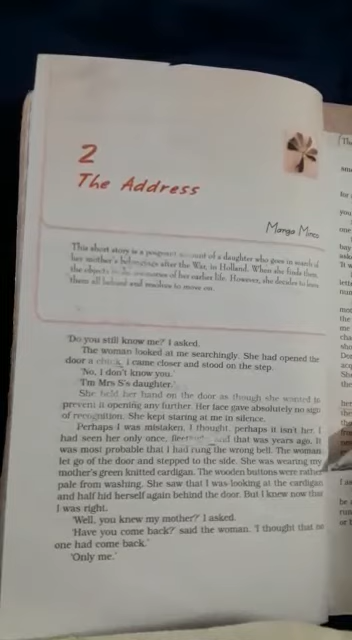 2
The Address
Marga Minco
This short story is a poignant account of a daughter who goes in search of
her mother's belongings after the War, in Holland. When she finds them,
the objects memories of her earlier life. However, she decides to leave
them all behind and resolves to move on.
'Do you still know me?' I asked.
The woman looked at me searchingly. She had opened the
door a chink. I came closer and stood on the step.
'No, I don't know you.'
'I'm Mrs S's daughter.'
She held her hand on the door as though she wanted to
prevent it opening any further. Her face gave absolutely no sign
of recognition. She kept staring at me in silence.
Perhaps I was mistaken, I thought, perhaps it isn't her. I
had seen her only once, fleetingly, and that was years ago. It
was most probable that I had rung the wrong bell. The woman
let go of the door and stepped to the side. She was wearing my
mother's green knitted cardigan. The wooden buttons were rather
pale from washing. She saw that I was looking at the cardigan
and half hid herself again behind the door. But I knew now that
I was right.
'Well, you knew my mother?' I asked.
'Have you come back?' said the woman. 'I thought that no
one had come back.'
'Only me.'